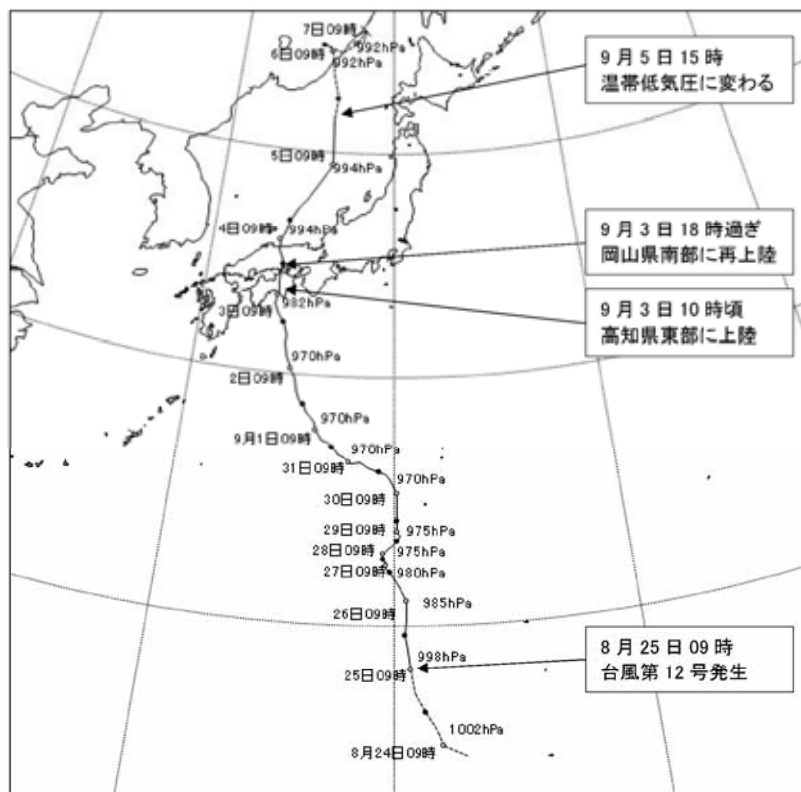 7日09時
992hPa
6日09時
992hPa
9月5日15時
温帯低気圧に変わる
5日09時
994hPa
4日09時
994hPa
9月3日18時過ぎ
岡山県南部に再上陸
3日09時
982hPa
9月3日10時頃
高知県東部に上陸
970hPa
2日09時
970hPa
9月1日09時
970hPa
31日09時
970hPa
30日09時
29日09時
975hPa
28日09時
975hPa
27日09時
980hPa
985hPa
26日09時
8月25日09時
台風第12号発生
998hPa
25日09時
1002hPa
8月24日09時